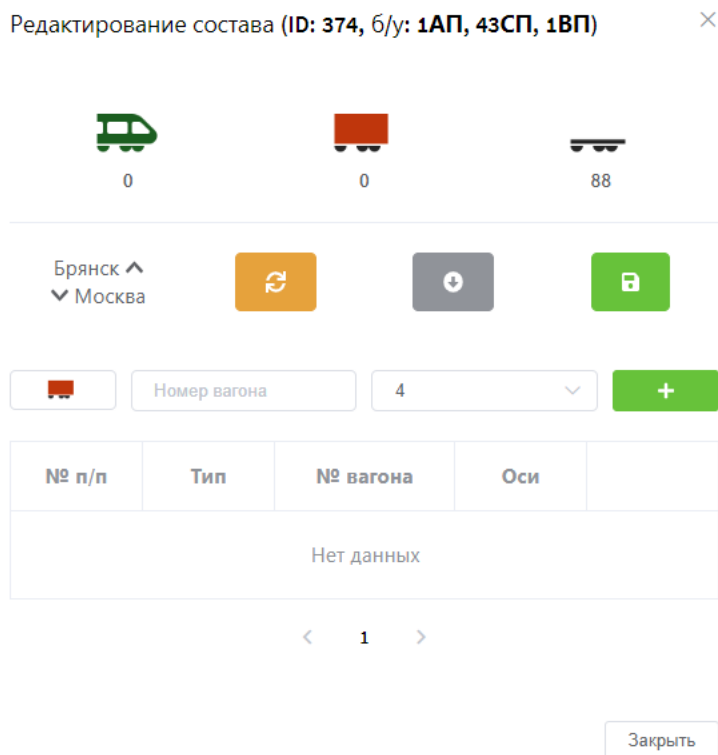 Редактирование состава (ID: 374, б/у: 1АП, 43СП, 1ВП)
0 0 88
Брянск
Москва
Номер вагона 4
№ п/п Тип № вагона Оси
Нет данных
1
Закрыть